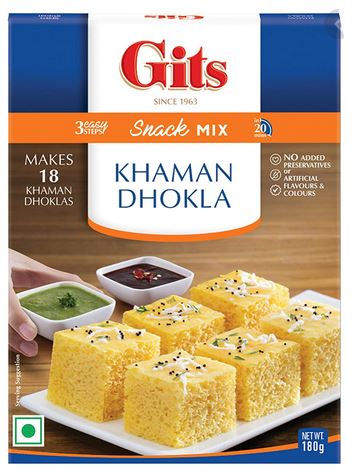 Gits
SINCE 1963
3 easy STEPS!
Snack MIX
in 20 mins
MAKES
18
KHAMAN
DHOKLAS
KHAMAN
DHOKLA
NO ADDED
PRESERVATIVES
or
ARTIFICIAL
FLAVOURS &
COLOURS
Serving Suggestion
NET WT.
180g